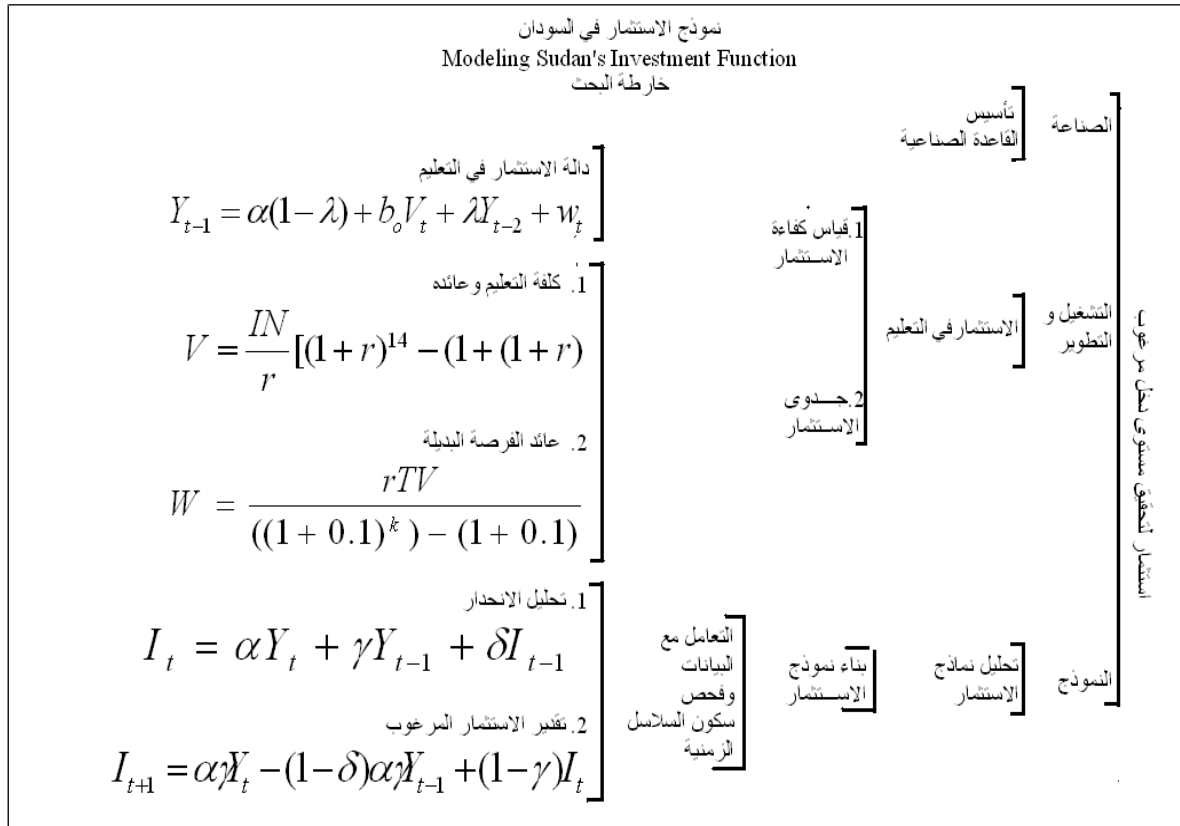 نموذج الاستثمار في السودان
Modeling Sudan's Investment Function
خارطة البحث
استثمار لتحقيق مستوى دخل مرغوب
الصناعة
تأسيس
القاعدة الصناعية
التشغيل و
التطوير
الاستثمار في التعليم
1.قياس كفاءة
الاستثمار
2.جدوى
الاستثمار
دالة الاستثمار في التعليم
Y_{t-1} = α(1-λ) + b_oV_t + λY_{t-2} + w_t
1. كلفة التعليم وعائده
V = \frac{IN}{r}[(1+r)^{14} - (1+(1+r)
2. عائد الفرصة البديلة
W = \frac{rTV}{((1+0.1)^k) - (1+0.1)}
النموذج
تحليل نماذج
الاستثمار
بناء نموذج
الاستثمار
التعامل مع
البيانات
وفحص
سكون السلاسل
الزمنية
1. تحليل الانحدار
I_t = αY_t + γY_{t-1} + δI_{t-1}
2. تقدير الاستثمار المرغوب
I_{t+1} = αγY_t - (1-δ)αγY_{t-1} + (1-γ)I_t